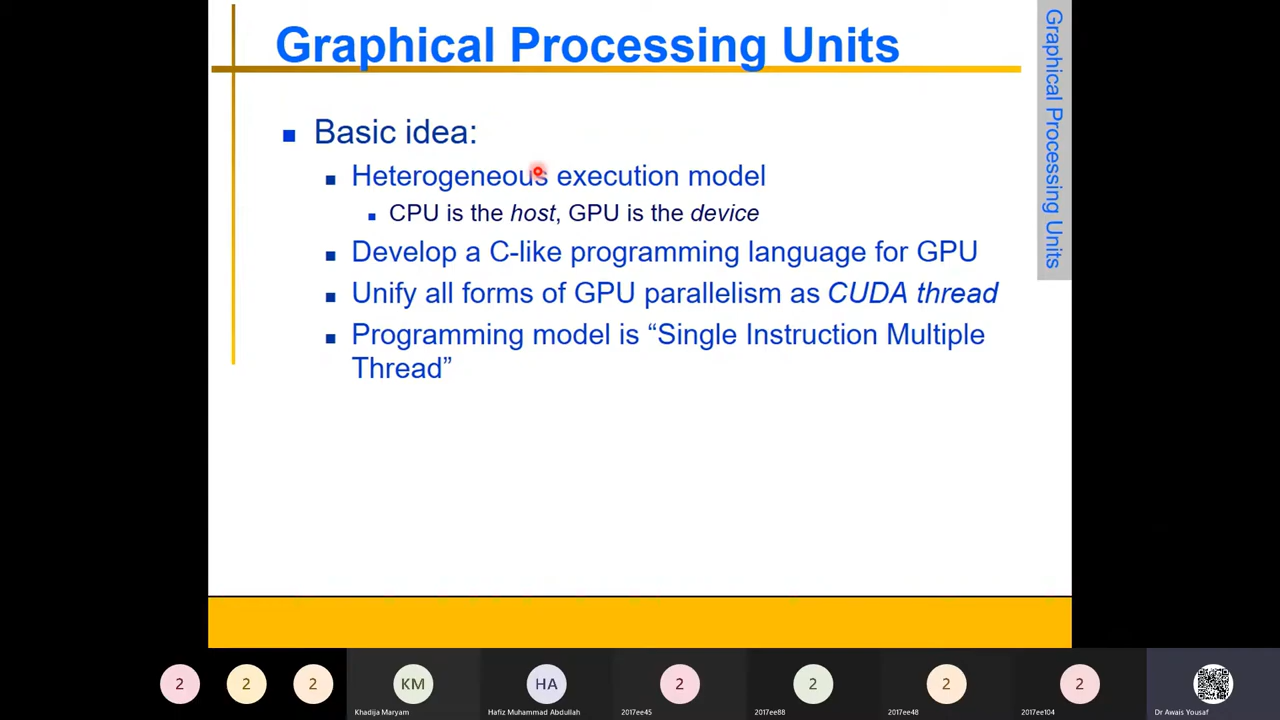 Graphical Processing Units
Graphical Processing Units
Basic idea:
Heterogeneous execution model
CPU is the host, GPU is the device
Develop a C-like programming language for GPU
Unify all forms of GPU parallelism as CUDA thread
Programming model is “Single Instruction Multiple
Thread”
2
2
2
KM
HA
2
2
2
2
Khadija Maryam
Hafiz Muhammad Abdullah
2017ee45
2017ee88
2017ee48
2017ee104
Dr Awais Yousaf